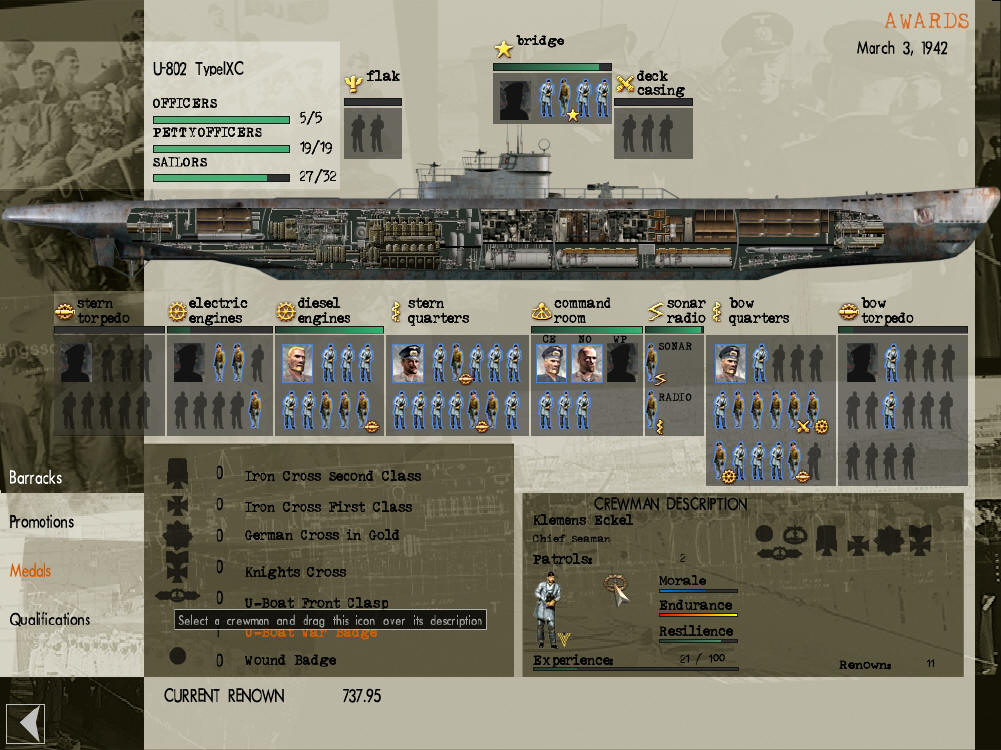 AWARDS
March 3, 1942
bridge
flak
deck
casing
U-802 TypeIXC
OFFICERS
5/5
PETTYOFFICERS
19/19
SAILORS
27/32
stern
torpedo
electric
engines
diesel
engines
stern
quarters
command
room
sonar
radio
bow
quarters
bow
torpedo
CE NO WP
SONAR
RADIO
Barracks
Promotions
Medals
Qualifications
0 Iron Cross Second Class
0 Iron Cross First Class
0 German Cross in Gold
0 Knights Cross
0 U-Boat Front Clasp
Select a crewman and drag this icon over its description
U-Boat War Badge
0 Wound Badge
CREWMAN DESCRIPTION
Klemens Eckel
Chief Seaman
Patrols: 2
Morale
Endurance
Resilience
Experience: 21 / 100
Renown: 11
CURRENT RENOWN 737.95